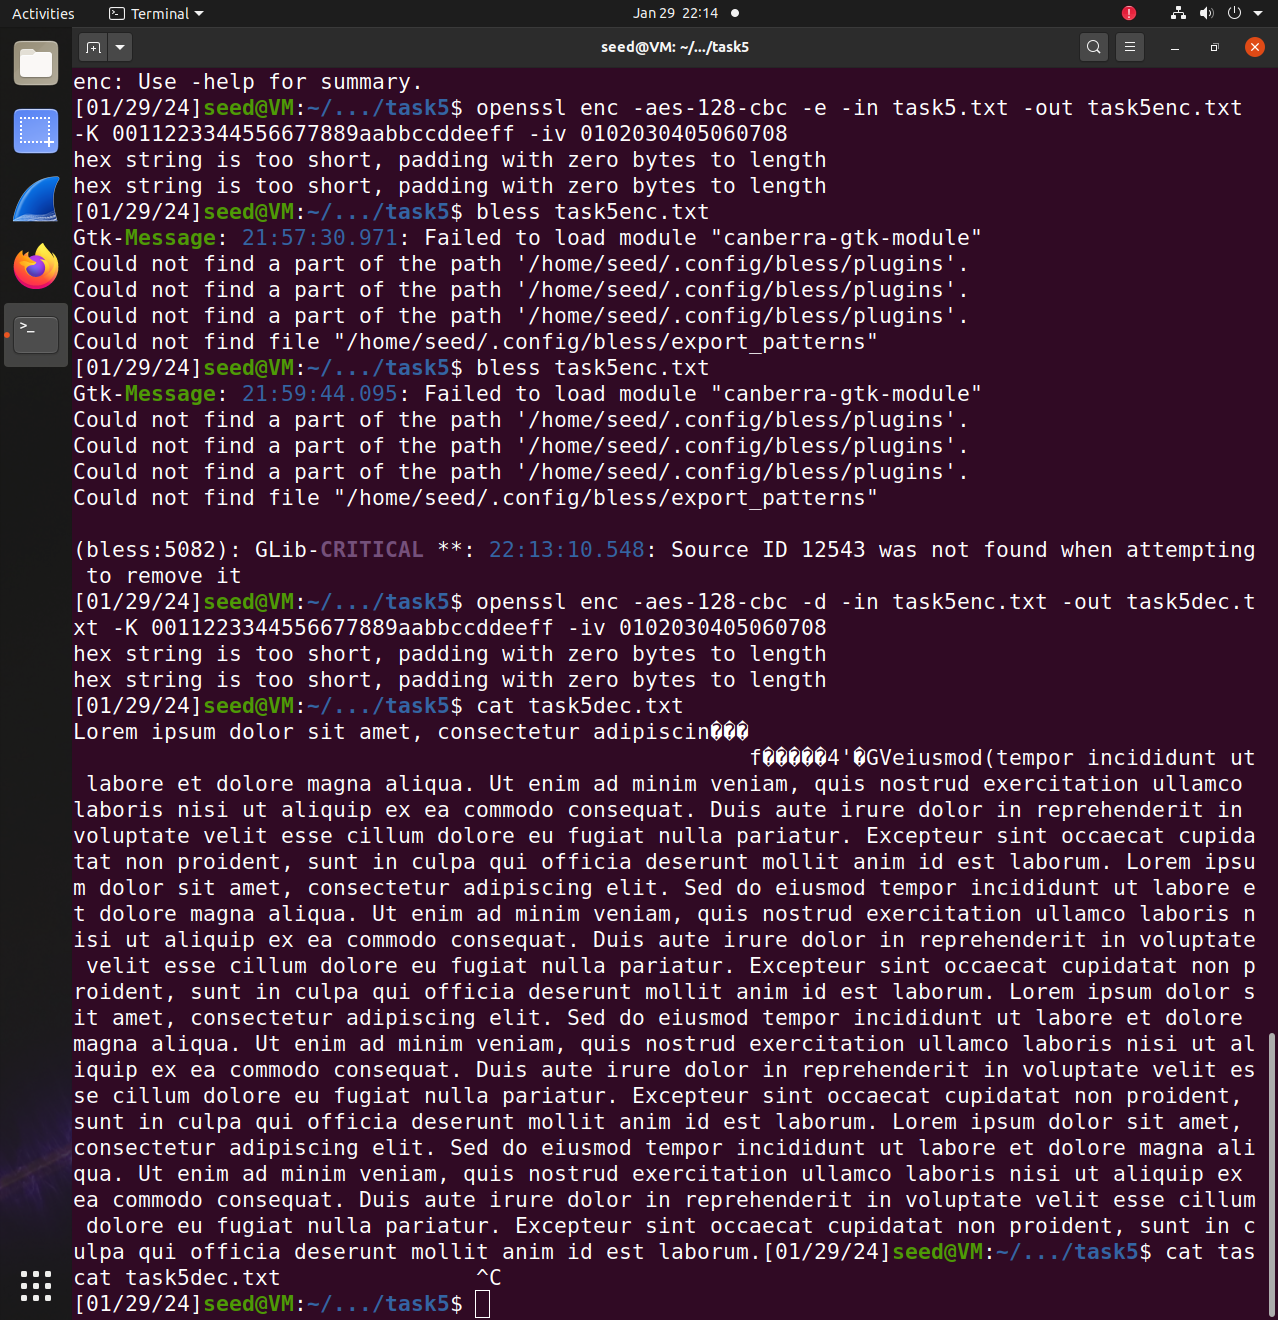 Activities
Terminal
Jan 29 22:14
seed@VM: ~/.../task5
enc: Use -help for summary.
[01/29/24]seed@VM:~/.../task5$ openssl enc -aes-128-cbc -e -in task5.txt -out task5enc.txt
-K 00112233445566778​89aabbccddeeff -iv 0102030405060708
hex string is too short, padding with zero bytes to length
hex string is too short, padding with zero bytes to length
[01/29/24]seed@VM:~/.../task5$ bless task5enc.txt
Gtk-Message: 21:57:30.971: Failed to load module "canberra-gtk-module"
Could not find a part of the path '/home/seed/.config/bless/plugins'.
Could not find a part of the path '/home/seed/.config/bless/plugins'.
Could not find a part of the path '/home/seed/.config/bless/plugins'.
Could not find file "/home/seed/.config/bless/export_patterns"
[01/29/24]seed@VM:~/.../task5$ bless task5enc.txt
Gtk-Message: 21:59:44.095: Failed to load module "canberra-gtk-module"
Could not find a part of the path '/home/seed/.config/bless/plugins'.
Could not find a part of the path '/home/seed/.config/bless/plugins'.
Could not find a part of the path '/home/seed/.config/bless/plugins'.
Could not find file "/home/seed/.config/bless/export_patterns"
(bless:5082): GLib-CRITICAL **: 22:13:10.548: Source ID 12543 was not found when attempting
 to remove it
[01/29/24]seed@VM:~/.../task5$ openssl enc -aes-128-cbc -d -in task5enc.txt -out task5dec.t
xt -K 0011223344556677889aabbccddeeff -iv 0102030405060708
hex string is too short, padding with zero bytes to length
hex string is too short, padding with zero bytes to length
[01/29/24]seed@VM:~/.../task5$ cat task5dec.txt
Lorem ipsum dolor sit amet, consectetur adipiscin���
f�����4'�GVeiusmod(tempor incididunt ut
 labore et dolore magna aliqua. Ut enim ad minim veniam, quis nostrud exercitation ullamco
laboris nisi ut aliquip ex ea commodo consequat. Duis aute irure dolor in reprehenderit in
voluptate velit esse cillum dolore eu fugiat nulla pariatur. Excepteur sint occaecat cupida
tat non proident, sunt in culpa qui officia deserunt mollit anim id est laborum. Lorem ipsu
m dolor sit amet, consectetur adipiscing elit. Sed do eiusmod tempor incididunt ut labore e
t dolore magna aliqua. Ut enim ad minim veniam, quis nostrud exercitation ullamco laboris n
isi ut aliquip ex ea commodo consequat. Duis aute irure dolor in reprehenderit in voluptate
 velit esse cillum dolore eu fugiat nulla pariatur. Excepteur sint occaecat cupidatat non p
roident, sunt in culpa qui officia deserunt mollit anim id est laborum. Lorem ipsum dolor s
it amet, consectetur adipiscing elit. Sed do eiusmod tempor incididunt ut labore et dolore
magna aliqua. Ut enim ad minim veniam, quis nostrud exercitation ullamco laboris nisi ut al
iquip ex ea commodo consequat. Duis aute irure dolor in reprehenderit in voluptate velit es
se cillum dolore eu fugiat nulla pariatur. Excepteur sint occaecat cupidatat non proident,
sunt in culpa qui officia deserunt mollit anim id est laborum. Lorem ipsum dolor sit amet,
consectetur adipiscing elit. Sed do eiusmod tempor incididunt ut labore et dolore magna ali
qua. Ut enim ad minim veniam, quis nostrud exercitation ullamco laboris nisi ut aliquip ex
ea commodo consequat. Duis aute irure dolor in reprehenderit in voluptate velit esse cillum
 dolore eu fugiat nulla pariatur. Excepteur sint occaecat cupidatat non proident, sunt in c
ulpa qui officia deserunt mollit anim id est laborum.[01/29/24]seed@VM:~/.../task5$ cat tas
cat task5dec.txt               ^C
[01/29/24]seed@VM:~/.../task5$